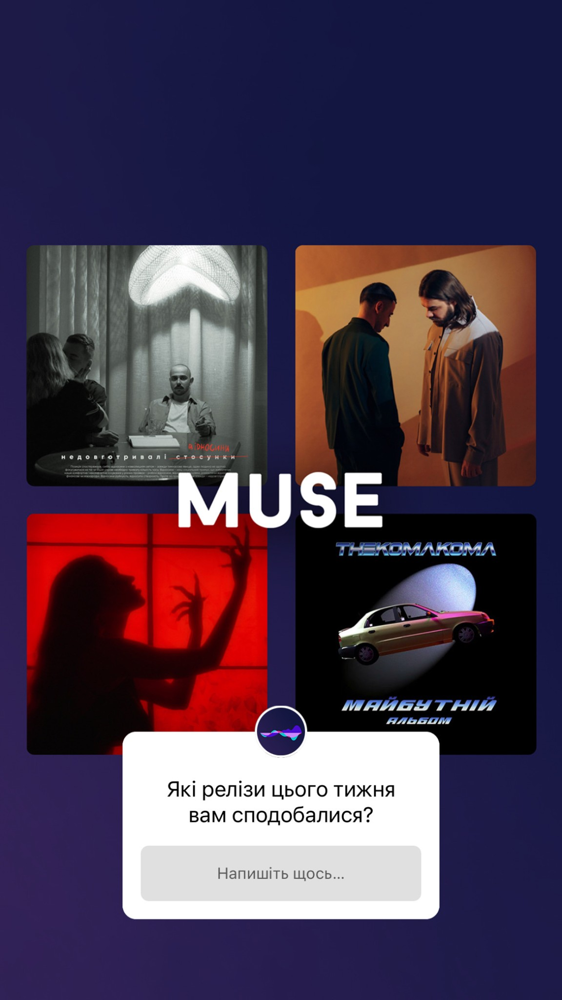 відносини
недовготривалі стосунки
MUSE
THEKOMAKOMA
МАЙБУТНІЙ
АЛЬБОМ
Які релізи цього тижня
вам сподобалися?
Напишіть щось...